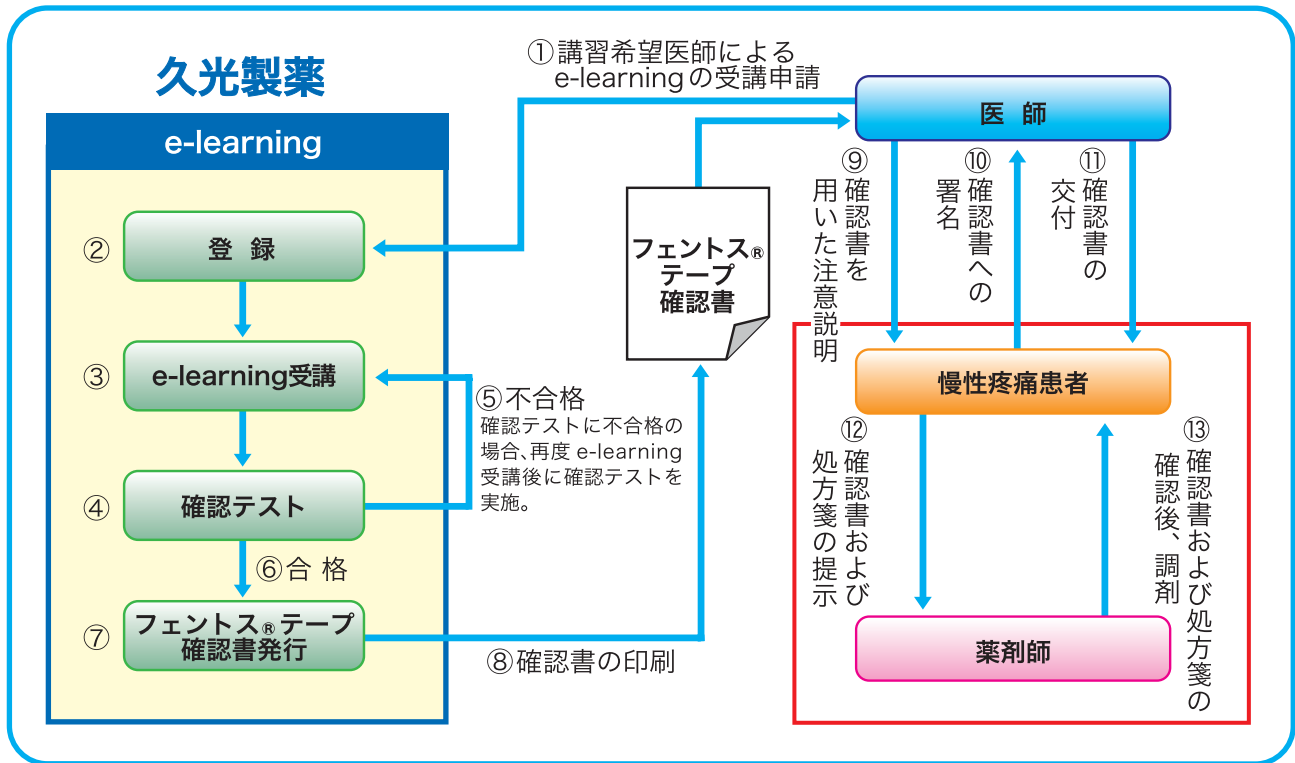 久光製薬
e-learning
①講習希望医師による
e-learningの受講申請
医 師
② 登 録
③ e-learning受講
④ 確認テスト
⑤不合格
確認テストに不合格の
場合、再度 e-learning
受講後に確認テストを
実施。
⑥合 格
⑦ フェントス®テープ
確認書発行
⑧確認書の印刷
フェントス®
テープ
確認書
⑨確認書を
用いた注意説明
⑩確認書への
署名
⑪確認書の
交付
慢性疼痛患者
⑫確認書および
処方箋の提示
⑬確認書および処方箋の
確認後、調剤
薬剤師